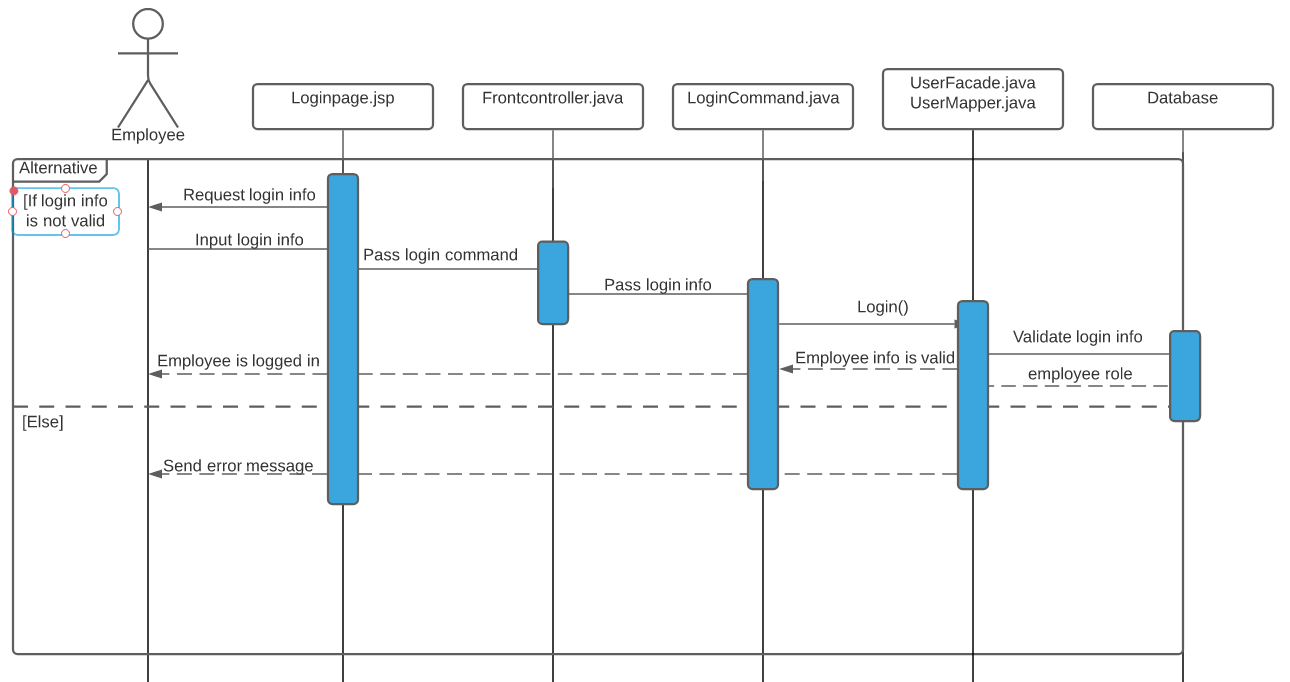 Employee
Loginpage.jsp
Frontcontroller.java
LoginCommand.java
UserFacade.java
UserMapper.java
Database
Alternative
[If login info
is not valid
Request login info
Input login info
Pass login command
Pass login info
Login()
Validate login info
Employee is logged in
Employee info is valid
employee role
[Else]
Send error message